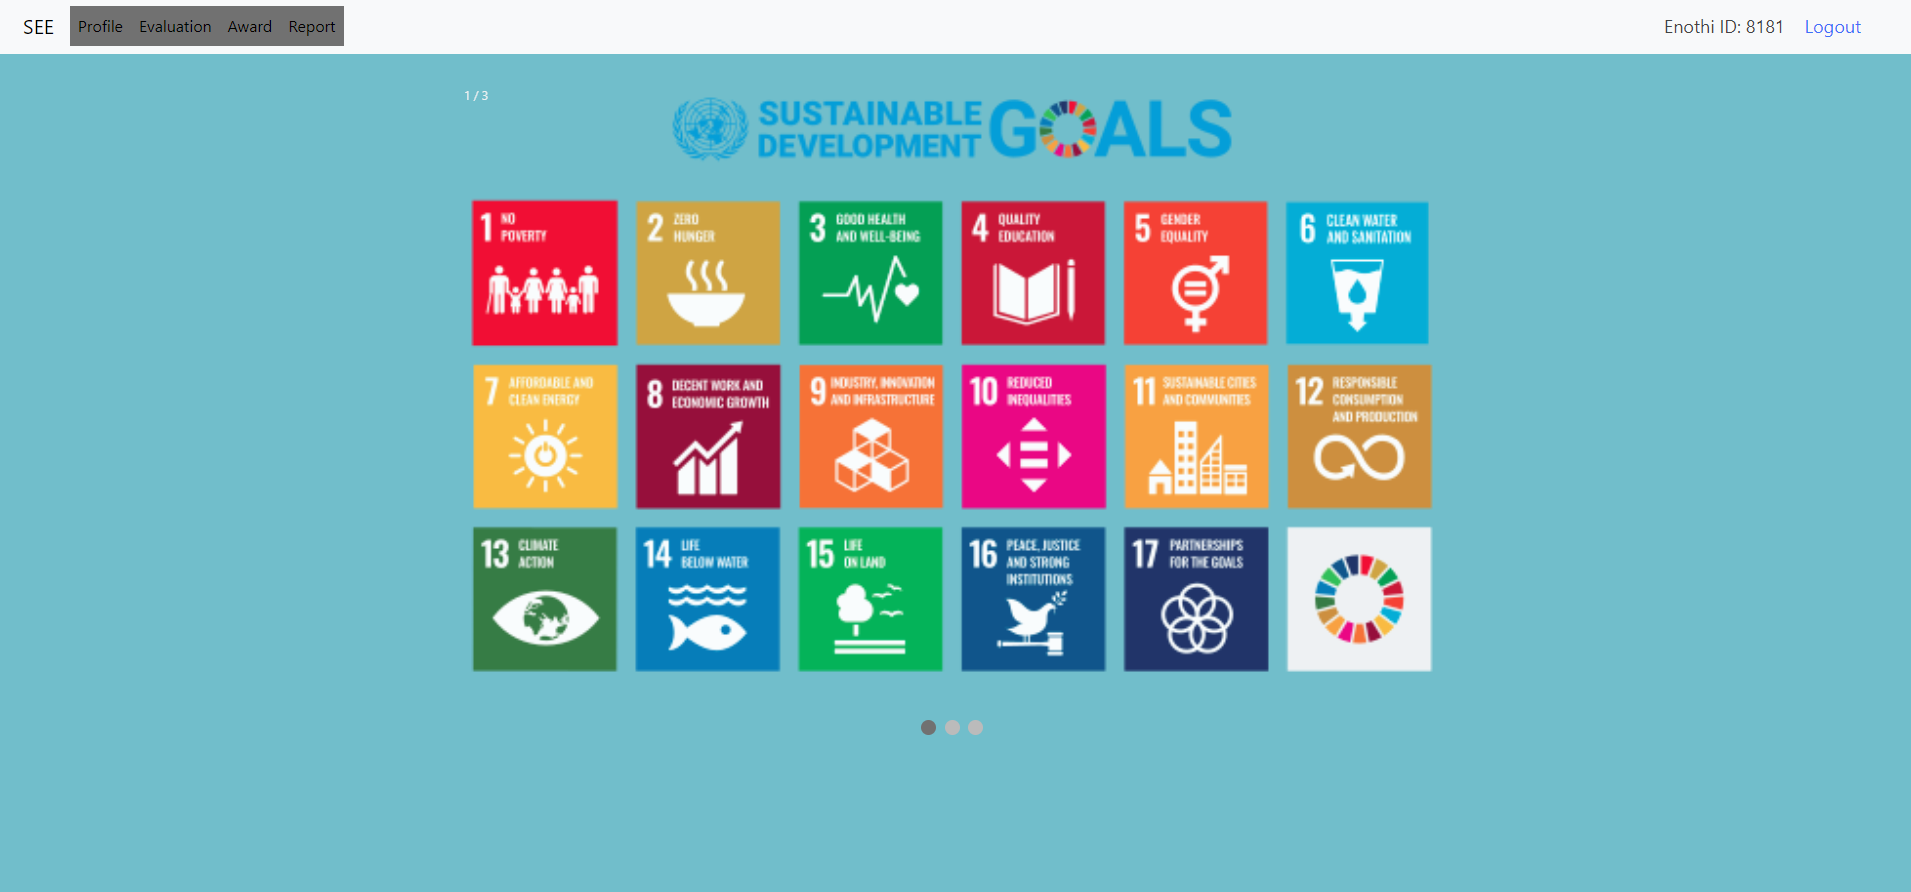 SEE Profile Evaluation Award Report Enothi ID: 8181 Logout
1 / 3
SUSTAINABLE
DEVELOPMENT
GOALS
1 NO
POVERTY
2 ZERO
HUNGER
3 GOOD HEALTH
AND WELL-BEING
4 QUALITY
EDUCATION
5 GENDER
EQUALITY
6 CLEAN WATER
AND SANITATION
7 AFFORDABLE AND
CLEAN ENERGY
8 DECENT WORK AND
ECONOMIC GROWTH
9 INDUSTRY, INNOVATION
AND INFRASTRUCTURE
10 REDUCED
INEQUALITIES
11 SUSTAINABLE CITIES
AND COMMUNITIES
12 RESPONSIBLE
CONSUMPTION
AND PRODUCTION
13 CLIMATE
ACTION
14 LIFE
BELOW WATER
15 LIFE
ON LAND
16 PEACE, JUSTICE
AND STRONG
INSTITUTIONS
17 PARTNERSHIPS
FOR THE GOALS